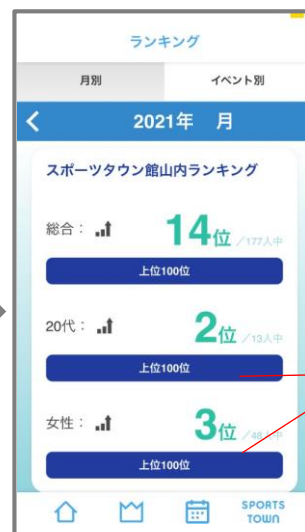 ランキング
月別 イベント別
2021年 月
スポーツタウン館山内ランキング
総合： 14位 /177人中
上位100位
20代： 2位 /13人中
上位100位
女性： 3位 /48人中
上位100位
SPORTS
TOWN